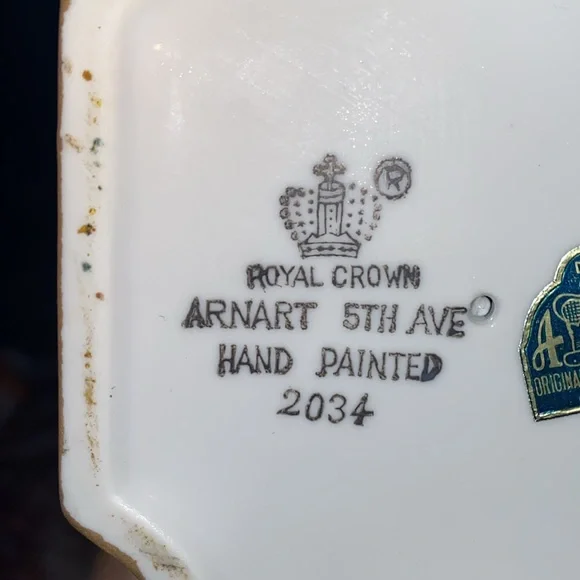 R
ROYAL CROWN
ARNART 5TH AVE
HAND PAINTED
2034
A